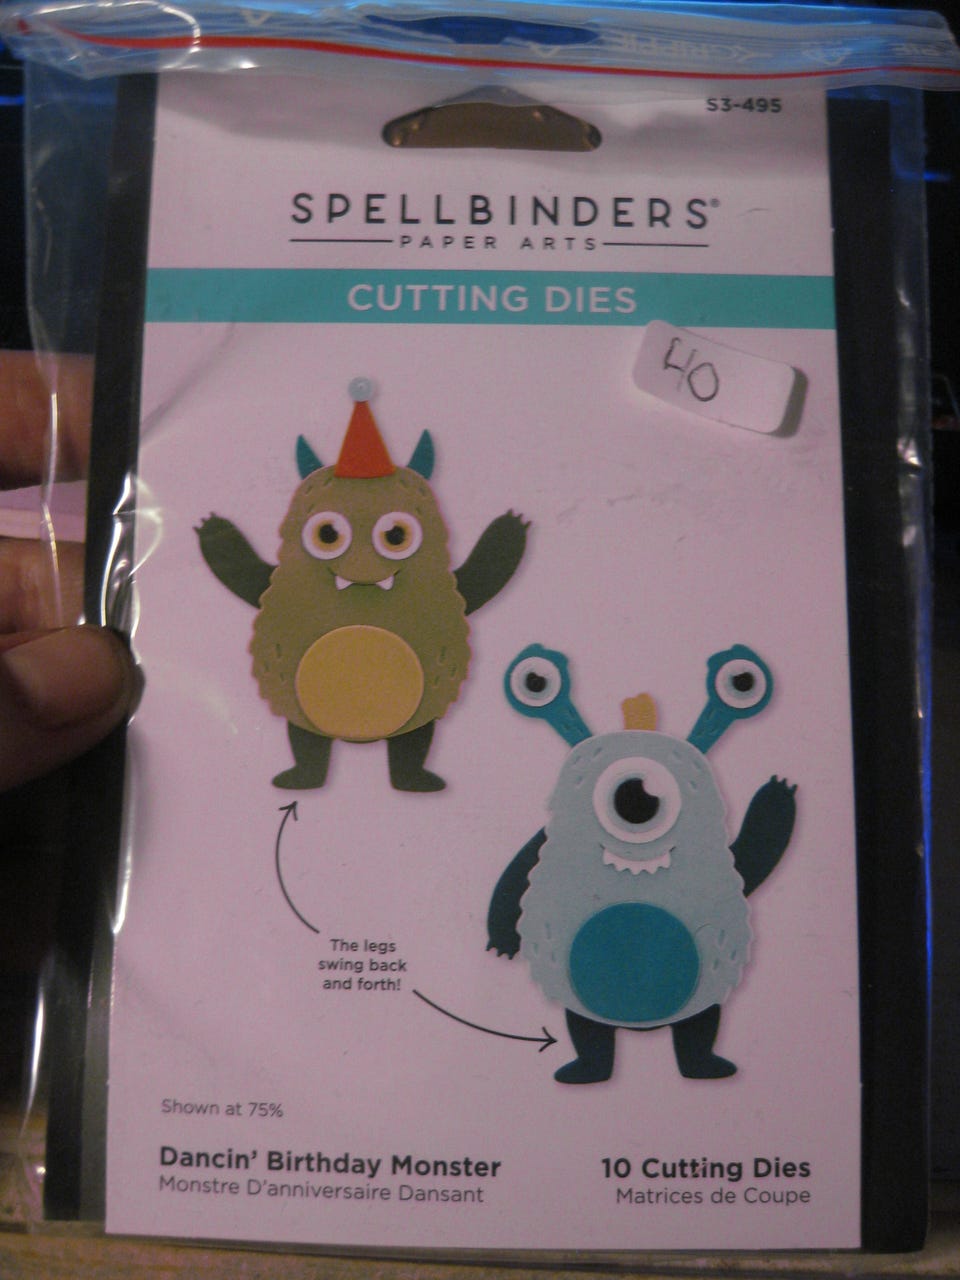 S3-495
SPELLBINDERS®
PAPER ARTS
CUTTING DIES
40
The legs
swing back
and forth!
Shown at 75%
Dancin' Birthday Monster
Monstre D'anniversaire Dansant
10 Cutting Dies
Matrices de Coupe